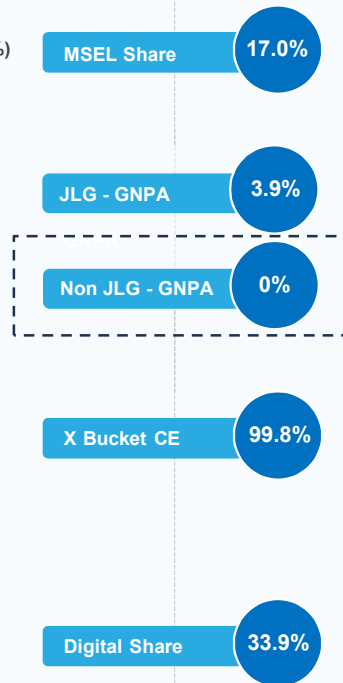 %)
MSEL Share
17.0%
JLG - GNPA
3.9%
GNPA
Non JLG - GNPA
0%
X Bucket CE
99.8%
Digital Share
33.9%